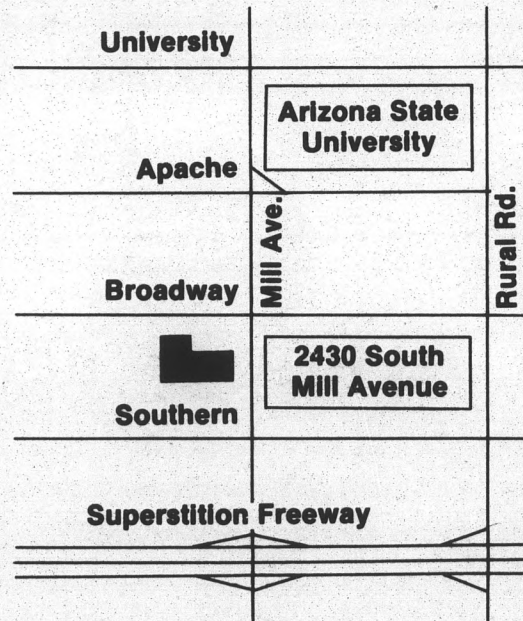 University
Arizona State
University
Apache
Mill Ave.
Rural Rd.
Broadway
2430 South
Mill Avenue
Southern
Superstition Freeway